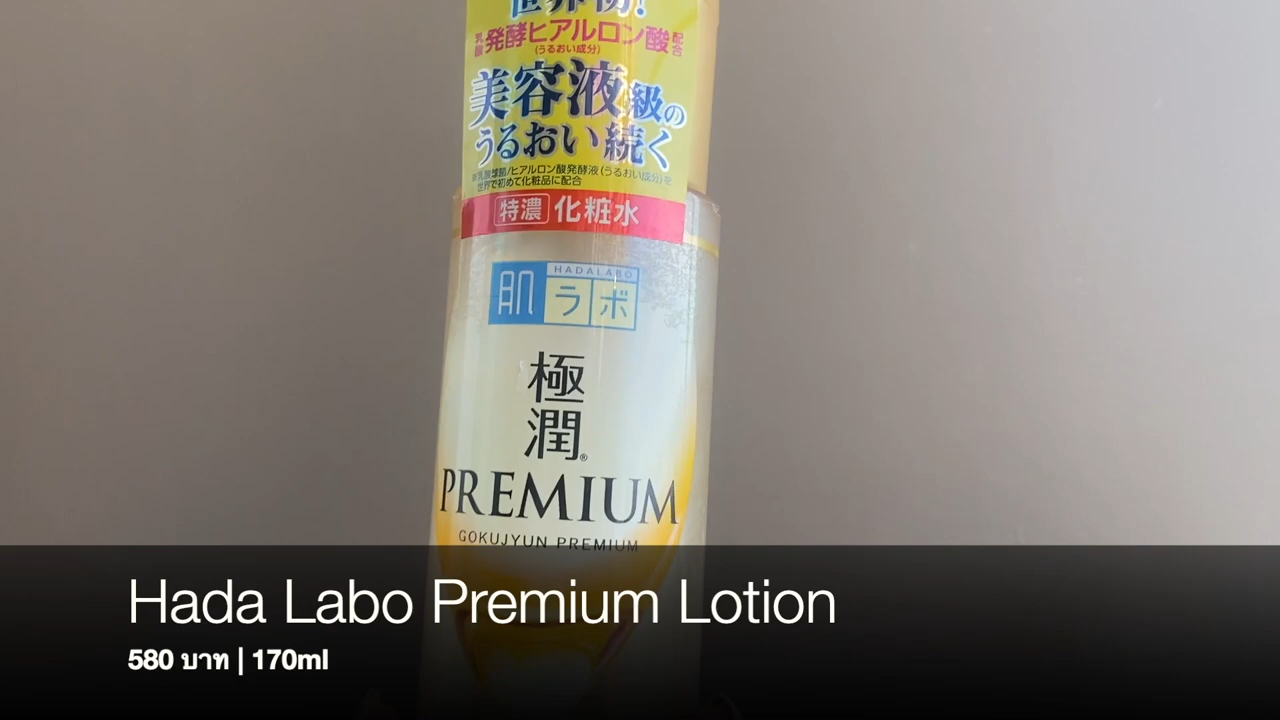 世界初!
乳酸発酵ヒアルロン酸配合
(うるおい成分)
美容液級の
うるおい続く
世界で初めて化粧品に配合
特濃 化粧水
HADALABO
肌ラボ
極
潤®
PREMIUM
GOKUJYUN PREMIUM
Hada Labo Premium Lotion
580 บาท | 170ml